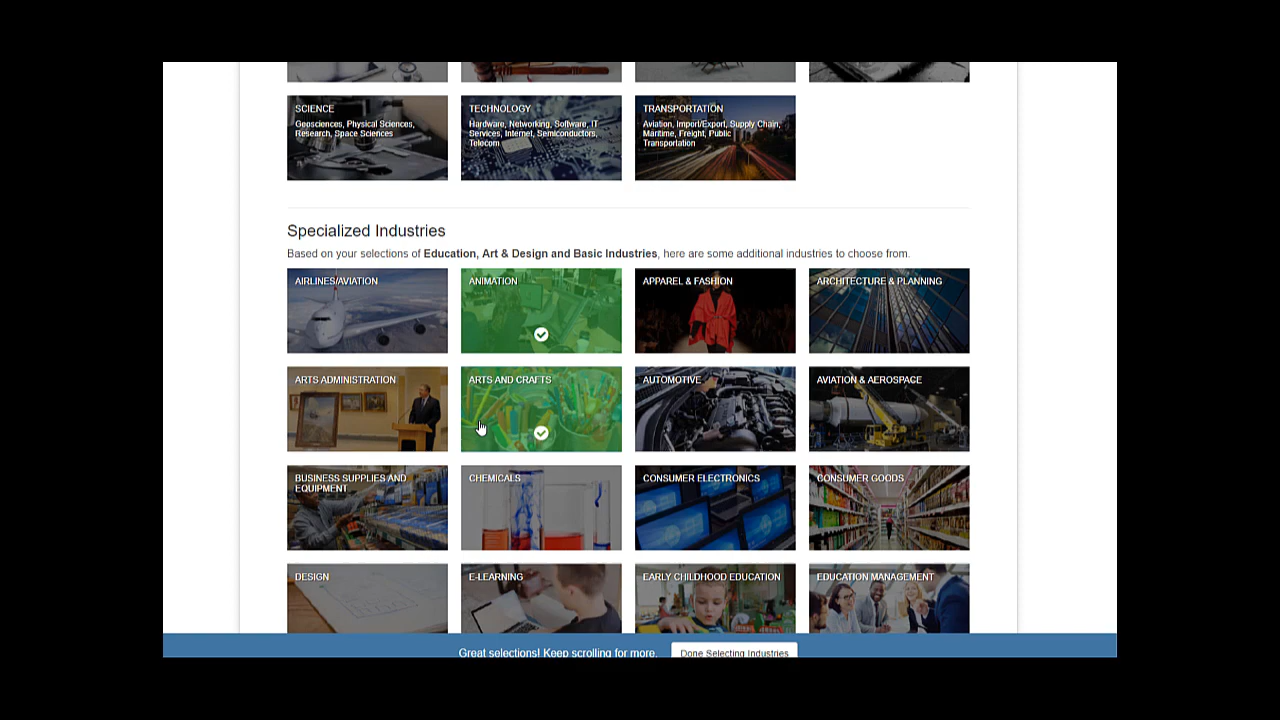 SCIENCE
Geosciences, Physical Sciences,
Research, Space Sciences
TECHNOLOGY
Hardware, Networking, Software, IT
Services, Internet, Semiconductors,
Telecom
TRANSPORTATION
Aviation, Import/Export, Supply Chain,
Maritime, Freight, Public
Transportation
Specialized Industries
Based on your selections of Education, Art & Design and Basic Industries, here are some additional industries to choose from.
AIRLINES/AVIATION
ANIMATION
APPAREL & FASHION
ARCHITECTURE & PLANNING
ARTS ADMINISTRATION
ARTS AND CRAFTS
AUTOMOTIVE
AVIATION & AEROSPACE
BUSINESS SUPPLIES AND
EQUIPMENT
CHEMICALS
CONSUMER ELECTRONICS
CONSUMER GOODS
DESIGN
E-LEARNING
EARLY CHILDHOOD EDUCATION
EDUCATION MANAGEMENT
Great selections! Keep scrolling for more.
Done Selecting Industries